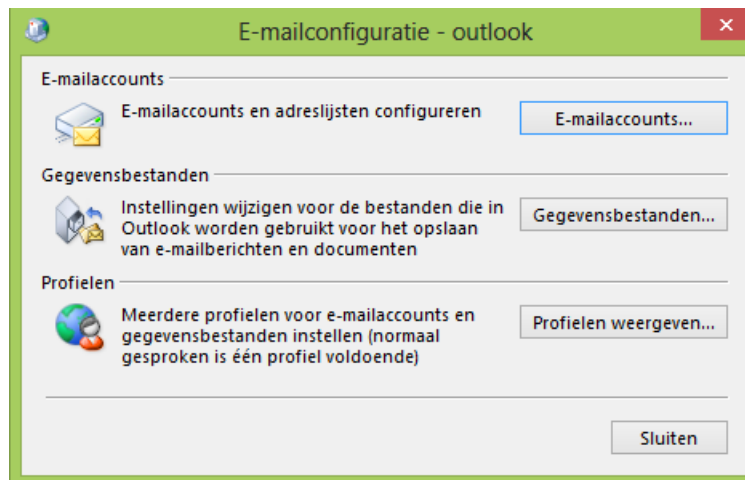 E-mailconfiguratie - outlook
E-mailaccounts
E-mailaccounts en adreslijsten configureren
E-mailaccounts...
Gegevensbestanden
Instellingen wijzigen voor de bestanden die in
Outlook worden gebruikt voor het opslaan
van e-mailberichten en documenten
Gegevensbestanden...
Profielen
Meerdere profielen voor e-mailaccounts en
gegevensbestanden instellen (normaal
gesproken is één profiel voldoende)
Profielen weergeven...
Sluiten